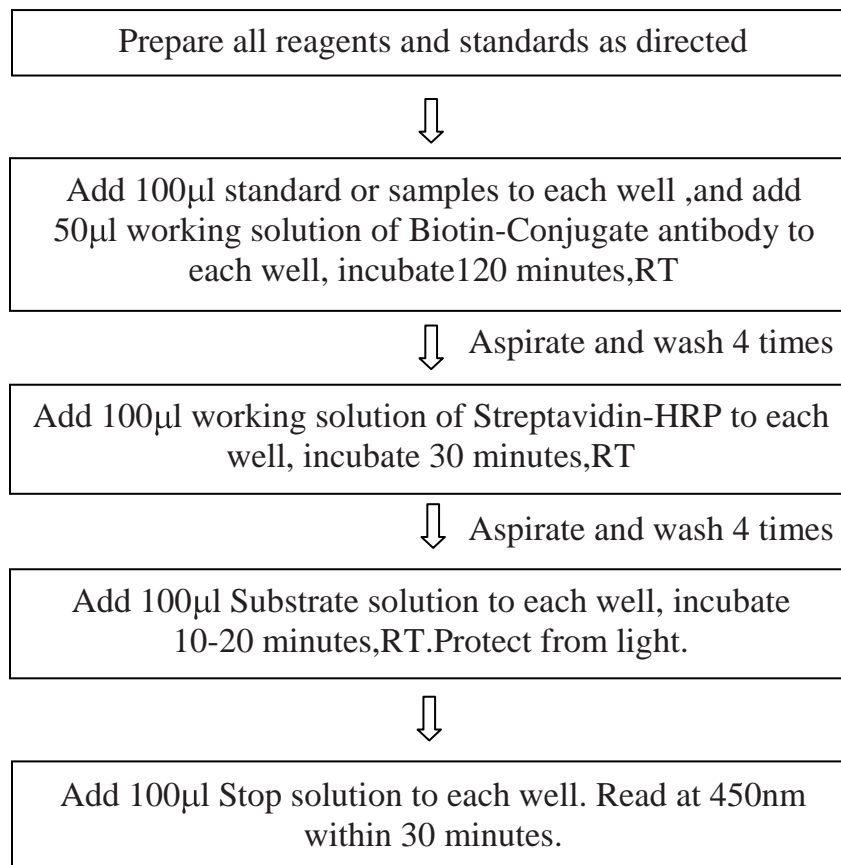 Prepare all reagents and standards as directed
Add 100μl standard or samples to each well ,and add
50μl working solution of Biotin-Conjugate antibody to
each well, incubate120 minutes,RT
Aspirate and wash 4 times
Add 100μl working solution of Streptavidin-HRP to each
well, incubate 30 minutes,RT
Aspirate and wash 4 times
Add 100μl Substrate solution to each well, incubate
10-20 minutes,RT.Protect from light.
Add 100μl Stop solution to each well. Read at 450nm
within 30 minutes.